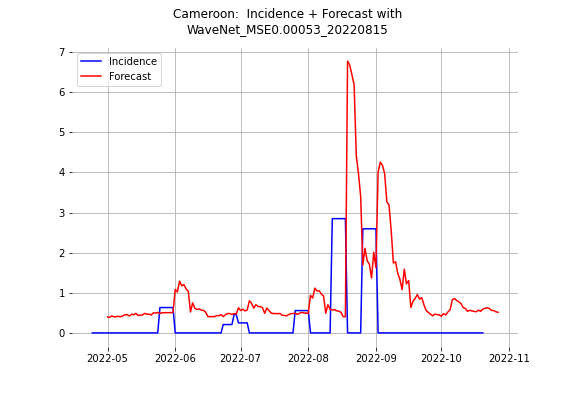 Cameroon:  Incidence + Forecast with
WaveNet_MSE0.00053_20220815
7
Incidence
Forecast
6
5
4
3
2
1
0
2022-05 2022-06 2022-07 2022-08 2022-09 2022-10 2022-11